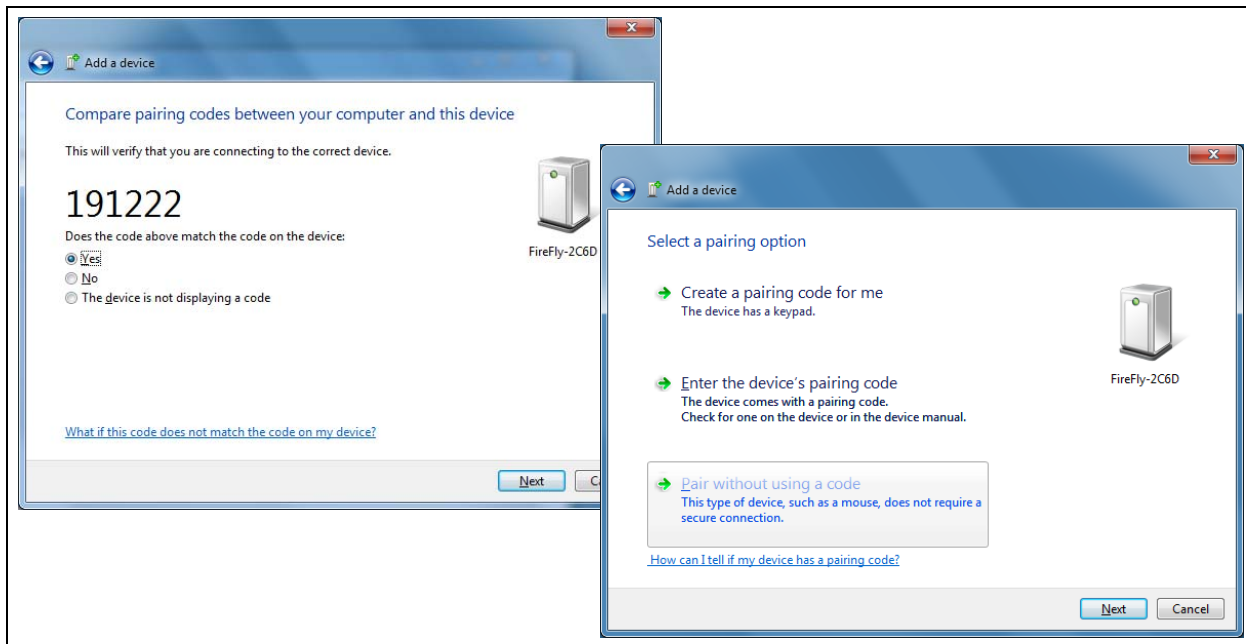 Add a device
Compare pairing codes between your computer and this device
This will verify that you are connecting to the correct device.
191222
Does the code above match the code on the device:
Yes
No
The device is not displaying a code
FireFly-2C6D
What if this code does not match the code on my device?
Next
Add a device
Select a pairing option
Create a pairing code for me
The device has a keypad.
Enter the device's pairing code
The device comes with a pairing code.
Check for one on the device or in the device manual.
Pair without using a code
This type of device, such as a mouse, does not require a
secure connection.
FireFly-2C6D
How can I tell if my device has a pairing code?
Next Cancel